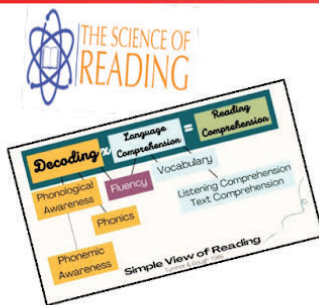 THE SCIENCE OF
READING
Decoding x Language Comprehension = Reading Comprehension
Phonological
Awareness
Fluency
Vocabulary
Listening Comprehension
Text Comprehension
Phonics
Phonemic
Awareness
Simple View of Reading